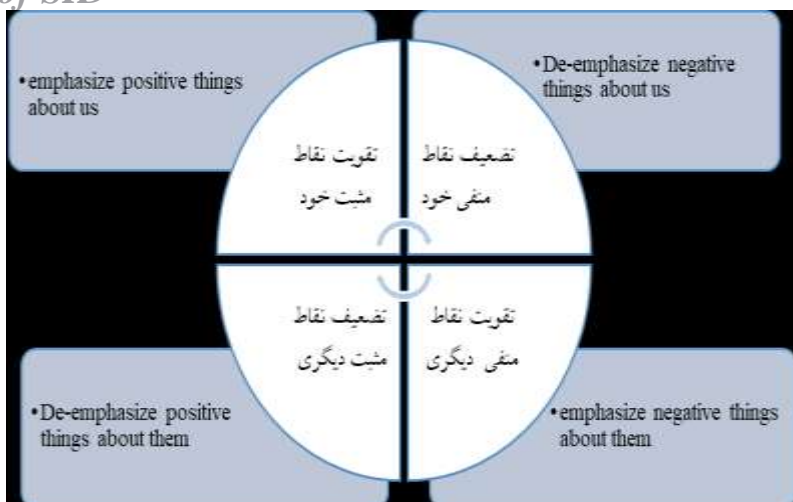 of SID
•emphasize positive things
about us
•De-emphasize negative
things about us
تقویت نقاط
مثبت خود
تضعیف نقاط
منفی خود
تضعیف نقاط
مثبت دیگری
تقویت نقاط
منفی دیگری
•De-emphasize positive
things about them
•emphasize negative things
about them